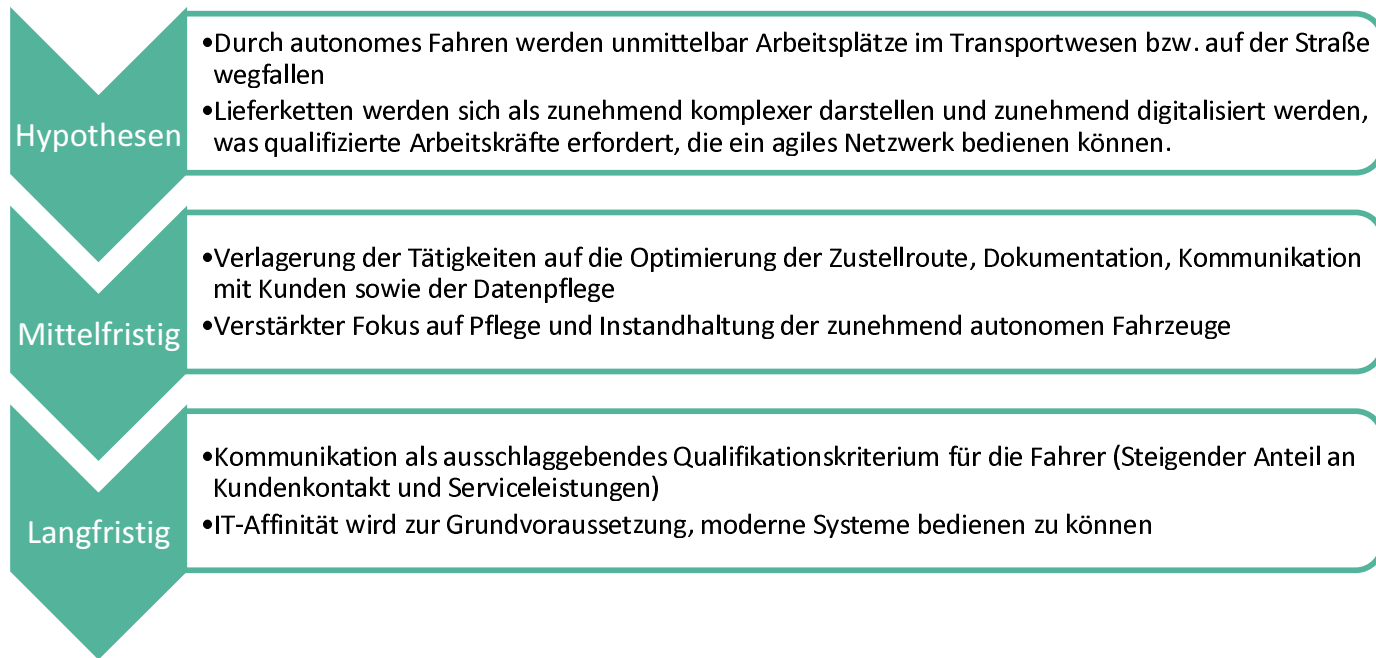 Hypothesen
•Durch autonomes Fahren werden unmittelbar Arbeitsplätze im Transportwesen bzw. auf der Straße
wegfallen
•Lieferketten werden sich als zunehmend komplexer darstellen und zunehmend digitalisiert werden,
was qualifizierte Arbeitskräfte erfordert, die ein agiles Netzwerk bedienen können.
Mittelfristig
•Verlagerung der Tätigkeiten auf die Optimierung der Zustellroute, Dokumentation, Kommunikation
mit Kunden sowie der Datenpflege
•Verstärkter Fokus auf Pflege und Instandhaltung der zunehmend autonomen Fahrzeuge
Langfristig
•Kommunikation als ausschlaggebendes Qualifikationskriterium für die Fahrer (Steigender Anteil an
Kundenkontakt und Serviceleistungen)
•IT-Affinität wird zur Grundvoraussetzung, moderne Systeme bedienen zu können